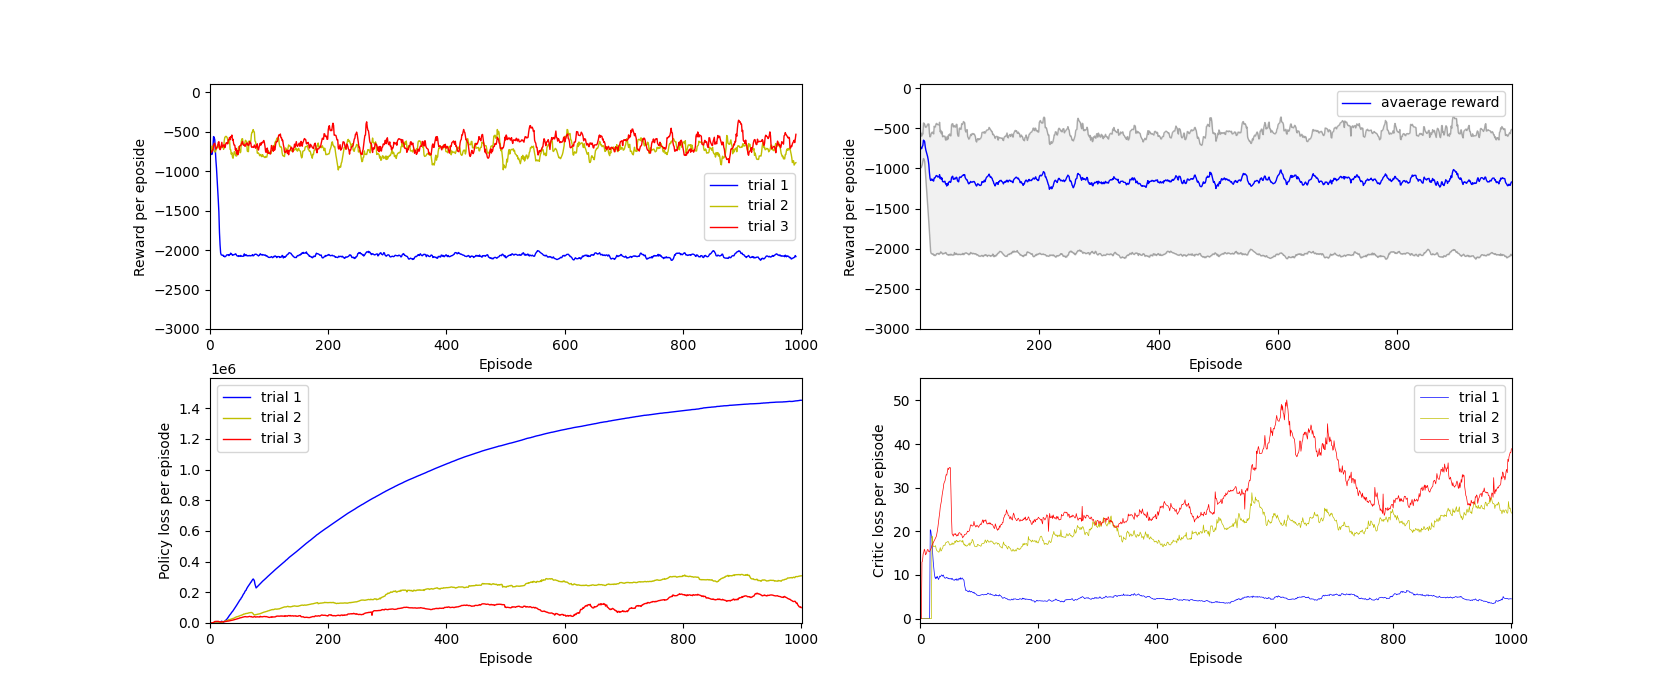 0
−500
−1000
−1500
−2000
−2500
−3000
Reward per eposide
trial 1
trial 2
trial 3
0
200
400
600
800
1000
Episode
0
−500
−1000
−1500
−2000
−2500
−3000
Reward per eposide
avaerage reward
200
400
600
800
Episode
1e6
1.4
1.2
1.0
0.8
0.6
0.4
0.2
0.0
Policy loss per episode
trial 1
trial 2
trial 3
0
200
400
600
800
1000
Episode
50
40
30
20
10
0
Critic loss per episode
trial 1
trial 2
trial 3
0
200
400
600
800
1000
Episode